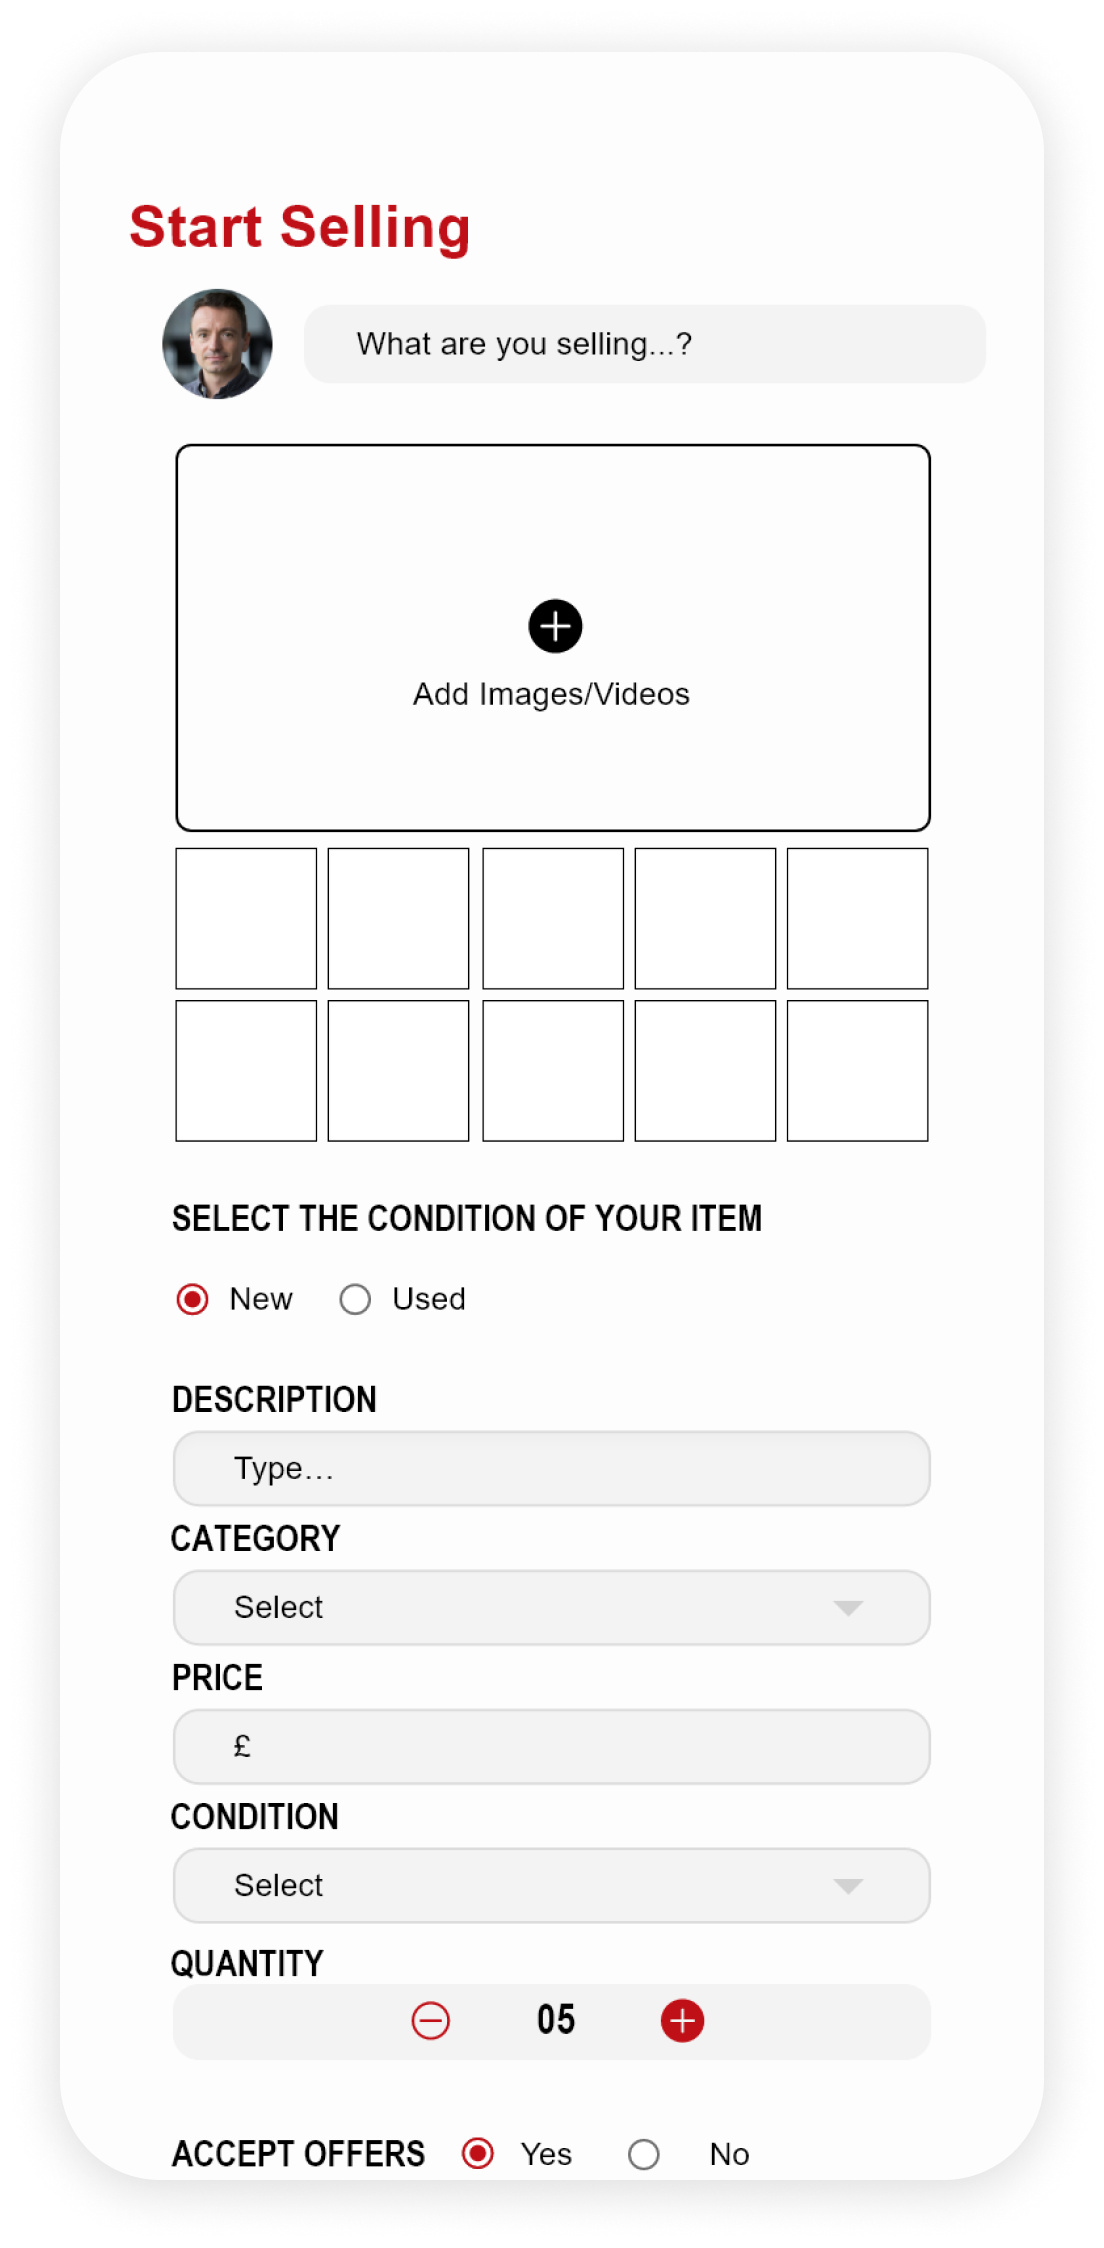 Start Selling
What are you selling...?
Add Images/Videos
SELECT THE CONDITION OF YOUR ITEM
New Used
DESCRIPTION
Type...
CATEGORY
Select
PRICE
£
CONDITION
Select
QUANTITY
05
ACCEPT OFFERS Yes No